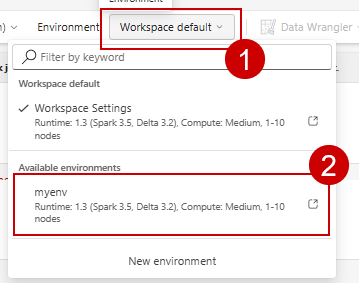 Environment
) Environment Workspace default Data Wrangler
1
Filter by keyword
Workspace default
Workspace Settings
Runtime: 1.3 (Spark 3.5, Delta 3.2), Compute: Medium, 1-10
nodes
Available environments
2
myenv
Runtime: 1.3 (Spark 3.5, Delta 3.2), Compute: Medium, 1-10
nodes
New environment